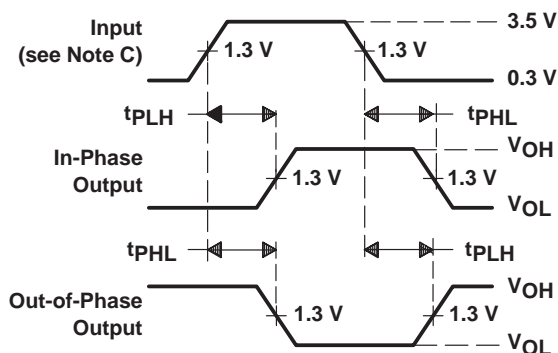 Input
(see Note C)
1.3 V
1.3 V
3.5 V
0.3 V
tPLH
tPHL
In-Phase
Output
1.3 V
1.3 V
VOH
VOL
tPHL
tPLH
Out-of-Phase
Output
1.3 V
1.3 V
VOH
VOL